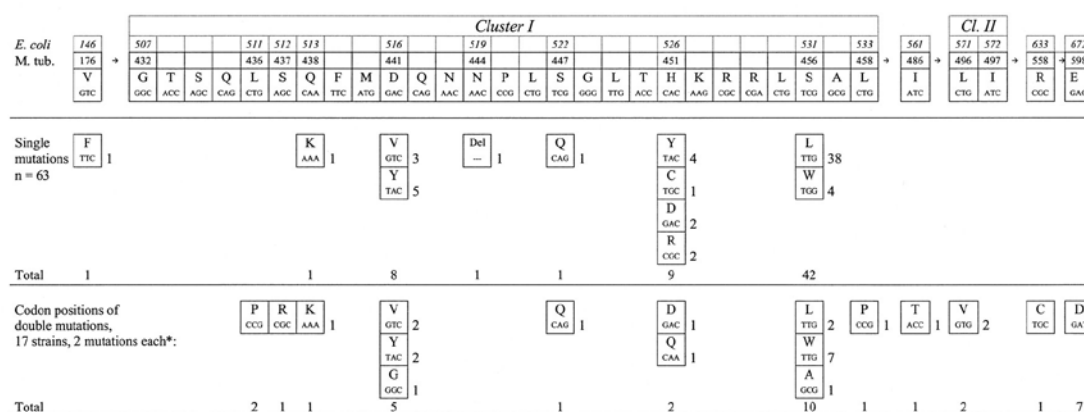 Cluster I Cl. II
E. coli 146 507 511 512 513 516 519 522 526 531 533 561 571 572 633 672
M. tub. 176 → 432 436 437 438 441 444 447 451 456 458 → 486 → 496 497 → 558 → 598
V G T S Q L S Q F M D Q N N P L S G L T H K R R L S A L I L I R E
GTC GGC ACC AGC CAG CTG AGC CAA TTC ATG GAC CAG AAC AAC CCG CTG TCG GGG TTG ACC CAC AAG CGC CGA CTG TCG GCG CTG ATC CTG ATC CGC
Single F K V Del Q Y L
mutations TTC 1 AAA 1 GTC 3 --- 1 CAG 1 TAC 4 TTG 38
n = 63 Y C W
TAC 5 TGC 1 TGG 4
D
GAC 2
R
CGC 2
Total 1 1 8 1 1 9 42
Codon positions of P R K V Q D L P T V C D
double mutations, CCG CGC AAA 1 GTC 2 CAG 1 GAC 1 TTG 2 CCG 1 ACC 1 GTG 2 TGC
17 strains, 2 mutations each*: Y Q W
TAC 2 CAA 1 TTG 7
G A
GGC 1 GCG 1
Total 2 1 1 5 1 2 10 1 1 2 1 7